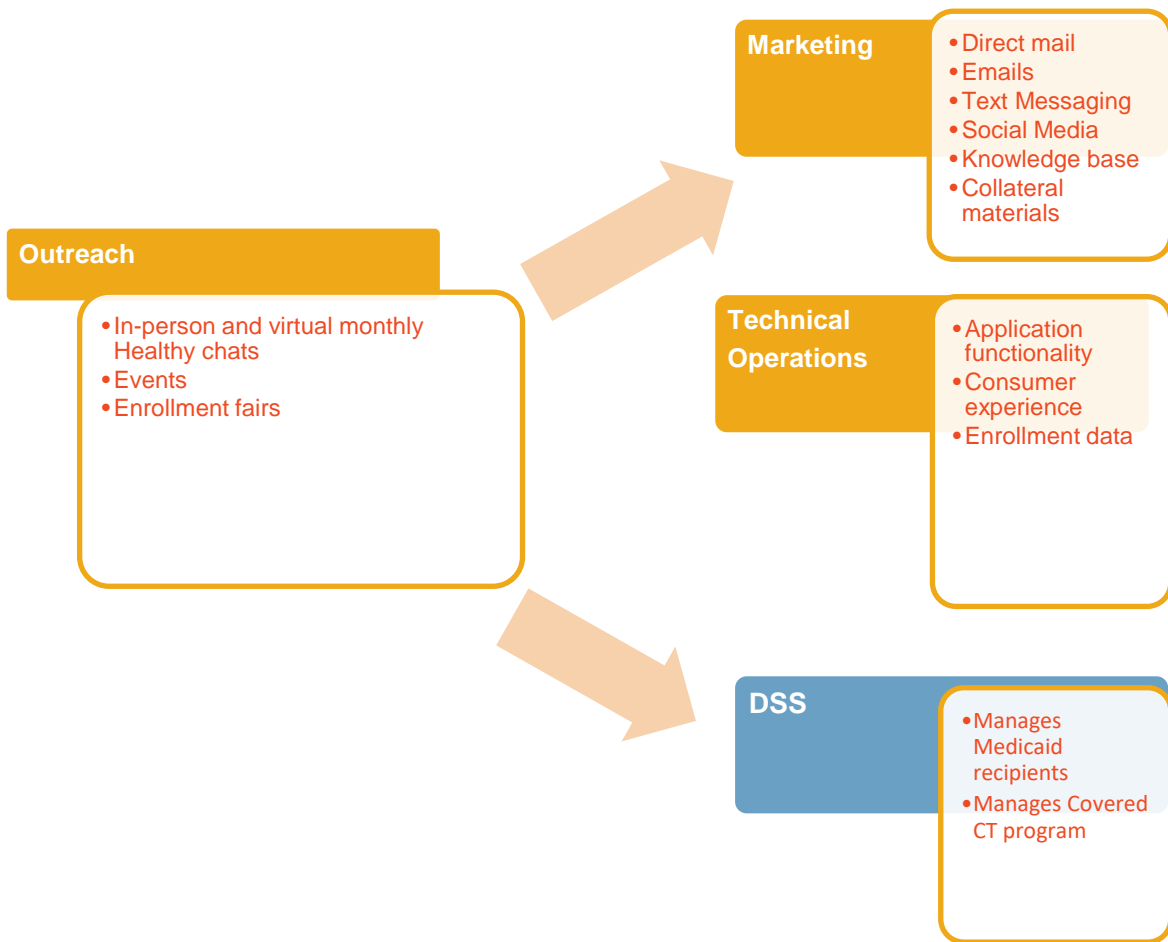 Outreach
•In-person and virtual monthly
Healthy chats
•Events
•Enrollment fairs
Marketing
•Direct mail
•Emails
•Text Messaging
•Social Media
•Knowledge base
•Collateral
materials
Technical
Operations
•Application
functionality
•Consumer
experience
•Enrollment data
DSS
•Manages
Medicaid
recipients
•Manages Covered
CT program